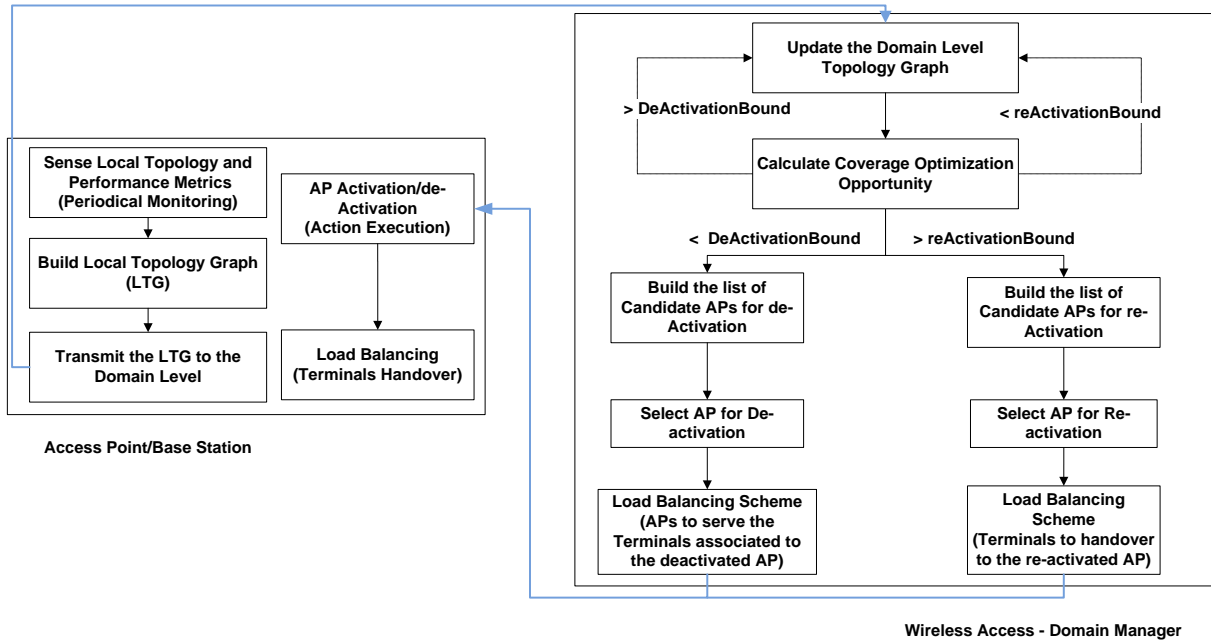 Sense Local Topology and
Performance Metrics
(Periodical Monitoring)
Build Local Topology Graph
(LTG)
Transmit the LTG to the
Domain Level
AP Activation/de-
Activation
(Action Execution)
Load Balancing
(Terminals Handover)
Access Point/Base Station
Update the Domain Level
Topology Graph
> DeActivationBound
< reActivationBound
Calculate Coverage Optimization
Opportunity
< DeActivationBound
> reActivationBound
Build the list of
Candidate APs for de-
Activation
Select AP for De-
activation
Load Balancing Scheme
(APs to serve the
Terminals associated to
the deactivated AP)
Build the list of
Candidate APs for re-
Activation
Select AP for Re-
activation
Load Balancing
Scheme
(Terminals to handover
to the re-activated AP)
Wireless Access - Domain Manager